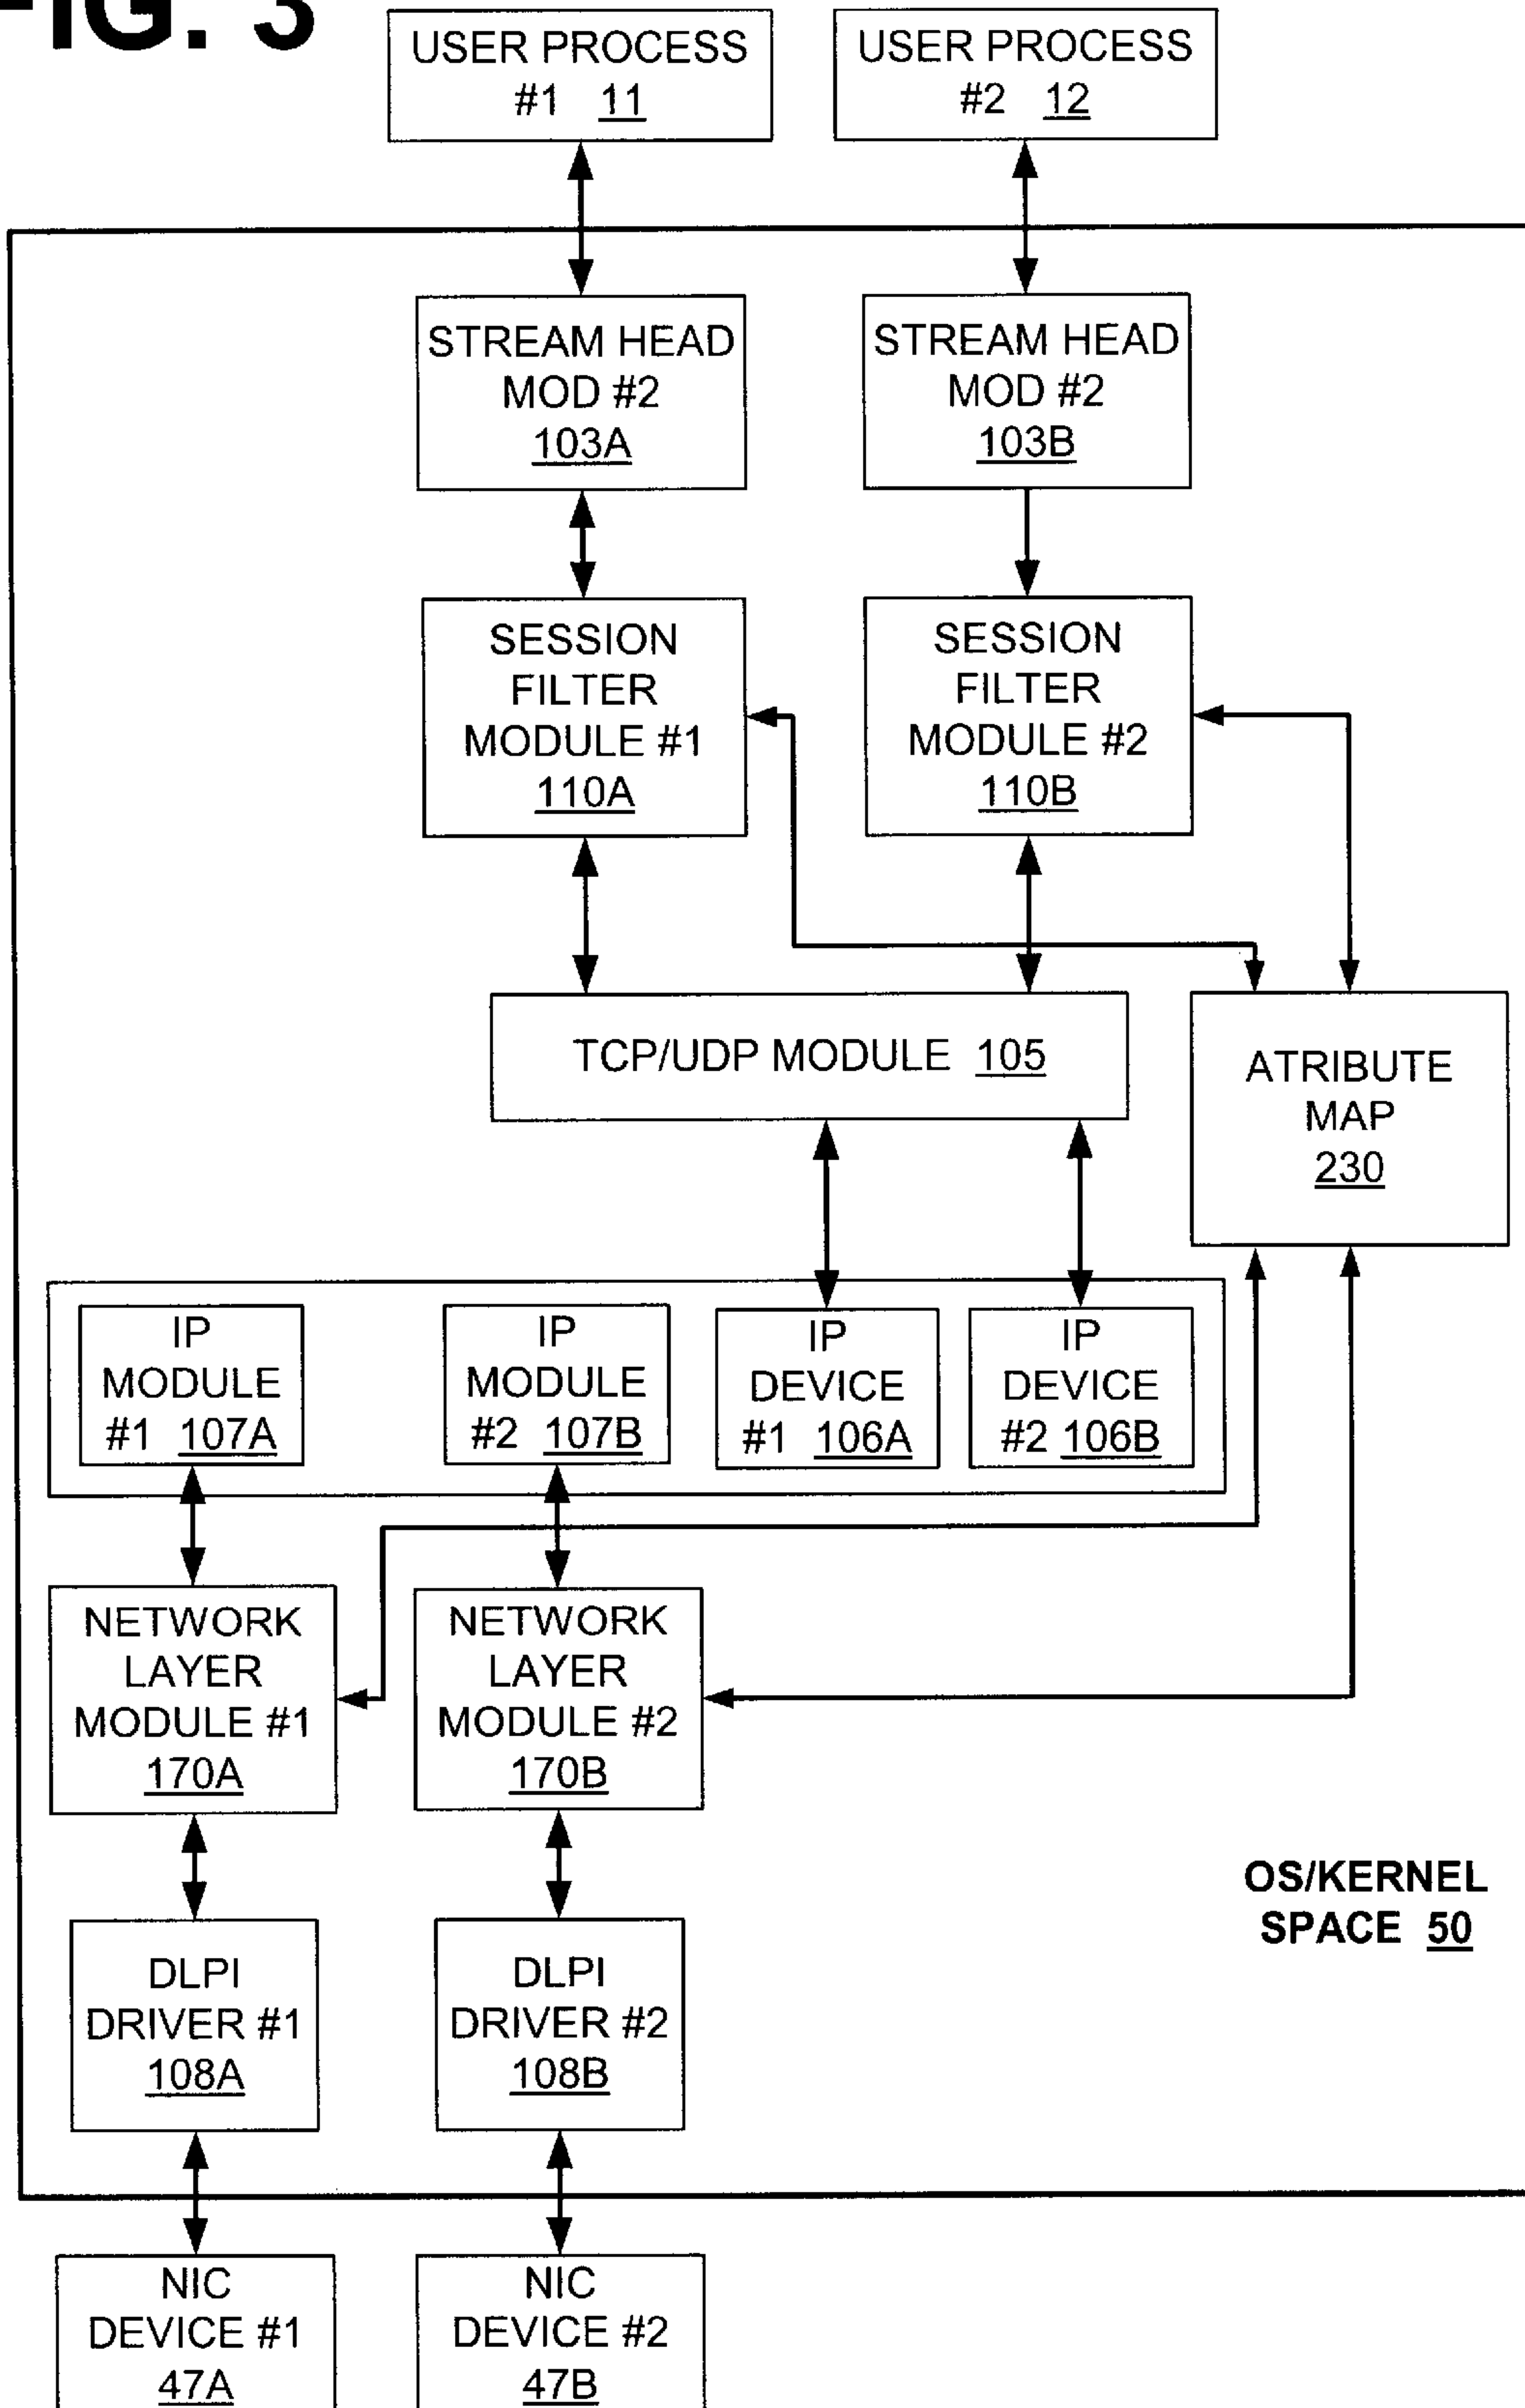 FIG. 3
USER PROCESS
#1 11
USER PROCESS
#2 12
STREAM HEAD
MOD #2
103A
STREAM HEAD
MOD #2
103B
SESSION
FILTER
MODULE #1
110A
SESSION
FILTER
MODULE #2
110B
TCP/UDP MODULE 105
ATRIBUTE
MAP
230
IP
MODULE
#1 107A
IP
MODULE
#2 107B
IP
DEVICE
#1 106A
IP
DEVICE
#2 106B
NETWORK
LAYER
MODULE #1
170A
NETWORK
LAYER
MODULE #2
170B
OS/KERNEL
SPACE 50
DLPI
DRIVER #1
108A
DLPI
DRIVER #2
108B
NIC
DEVICE #1
47A
NIC
DEVICE #2
47B